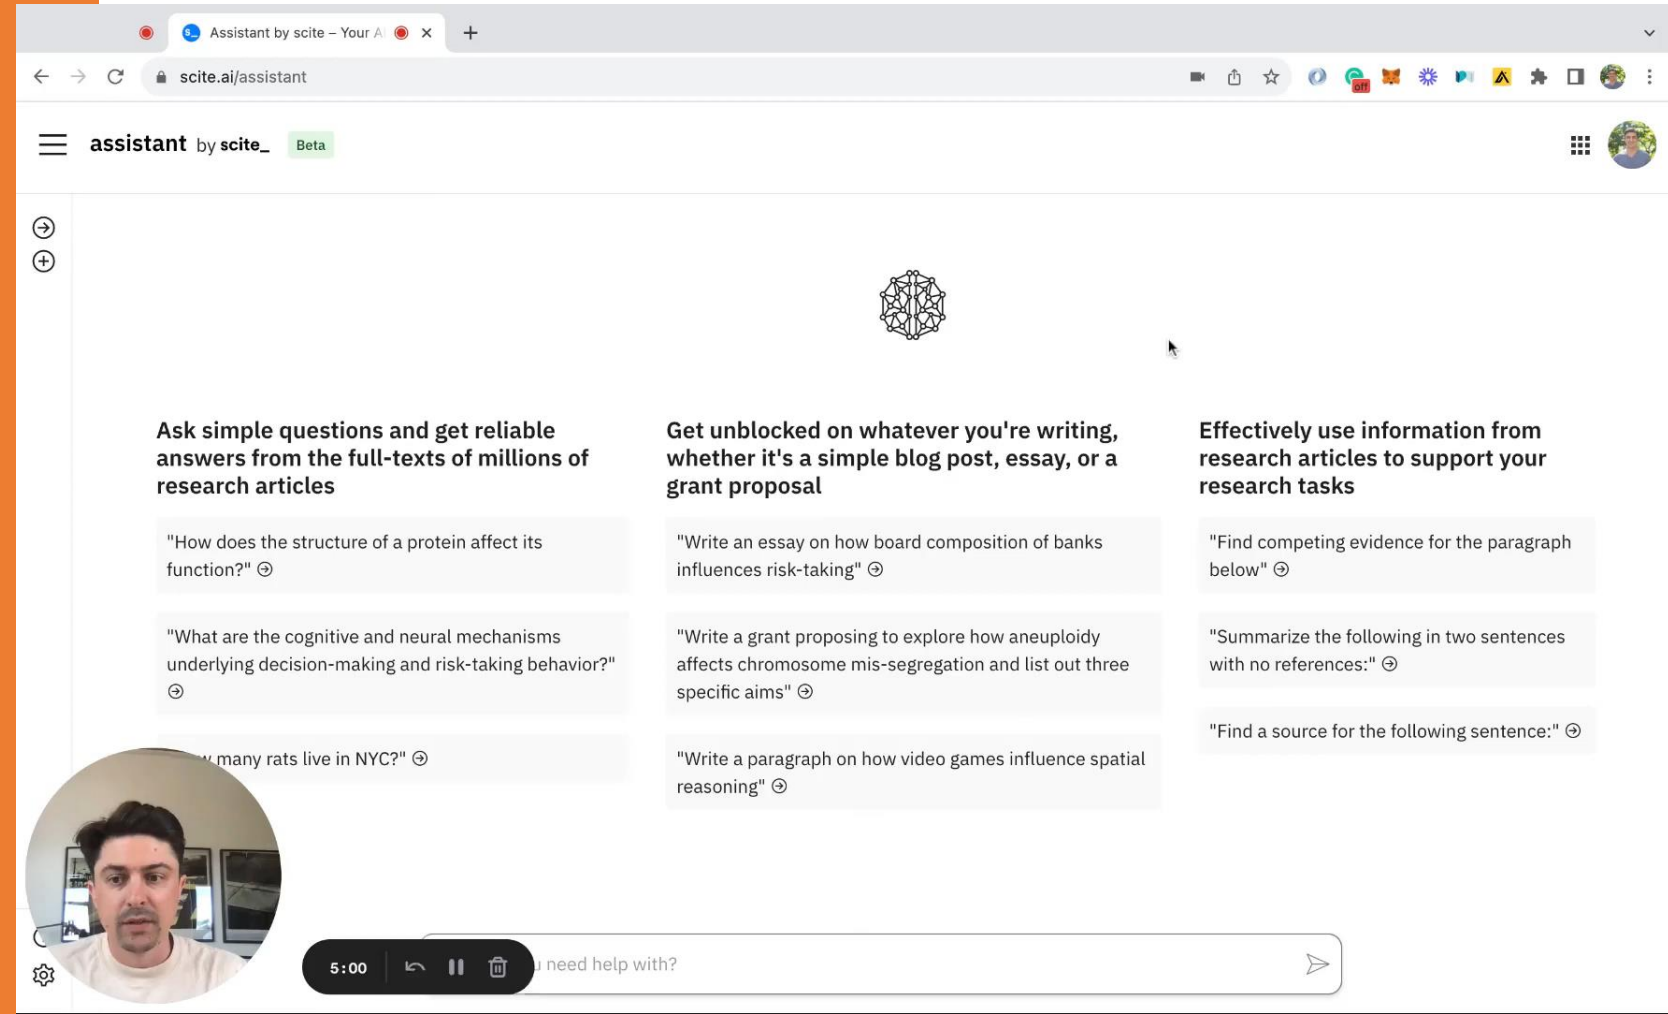 Assistant by scite – Your A
scite.ai/assistant
off
assistant by scite_ Beta
Ask simple questions and get reliable
answers from the full-texts of millions of
research articles
"How does the structure of a protein affect its
function?"
"What are the cognitive and neural mechanisms
underlying decision-making and risk-taking behavior?"
many rats live in NYC?"
Get unblocked on whatever you're writing,
whether it's a simple blog post, essay, or a
grant proposal
"Write an essay on how board composition of banks
influences risk-taking"
"Write a grant proposing to explore how aneuploidy
affects chromosome mis-segregation and list out three
specific aims"
"Write a paragraph on how video games influence spatial
reasoning"
Effectively use information from
research articles to support your
research tasks
"Find competing evidence for the paragraph
below"
"Summarize the following in two sentences
with no references:"
"Find a source for the following sentence:"
5:00
need help with?